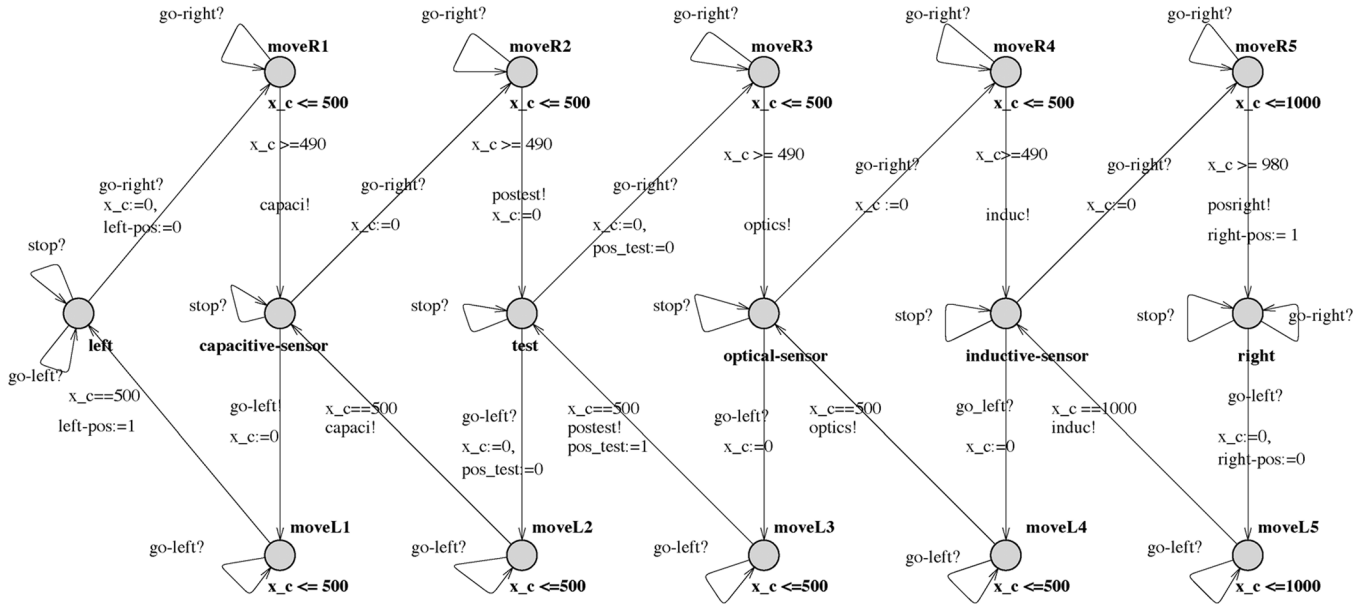 go-right?
go-right?
go-right?
go-right?
go-right?
moveR1
moveR2
moveR3
moveR4
moveR5
x_c <= 500
x_c <= 500
x_c <= 500
x_c <= 500
x_c <=1000
x_c >=490
x_c >= 490
x_c >= 490
x_c>=490
x_c >= 980
go-right?
x_c:=0,
left-pos:=0
capaci!
go-right?
x_c:=0
postest!
x_c:=0
go-right?
x_c:=0,
pos_test:=0
optics!
go-right?
x_c :=0
induc!
go-right?
x_c:=0
posright!
right-pos:= 1
stop?
stop?
stop?
stop?
stop?
stop?
go-right?
left
capacitive-sensor
test
optical-sensor
inductive-sensor
right
go-left?
x_c==500
left-pos:=1
go-left!
x_c:=0
x_c==500
capaci!
go-left?
x_c:=0,
pos_test:=0
x_c==500
postest!
pos_test:=1
go-left?
x_c:=0
x_c==500
optics!
go_left?
x_c:=0
x_c ==1000
induc!
go-left?
x_c:=0,
right-pos:=0
moveL1
moveL2
moveL3
moveL4
moveL5
go-left?
go-left?
go-left?
go-left?
go-left?
x_c <= 500
x_c <=500
x_c <=500
x_c <=500
x_c <=1000